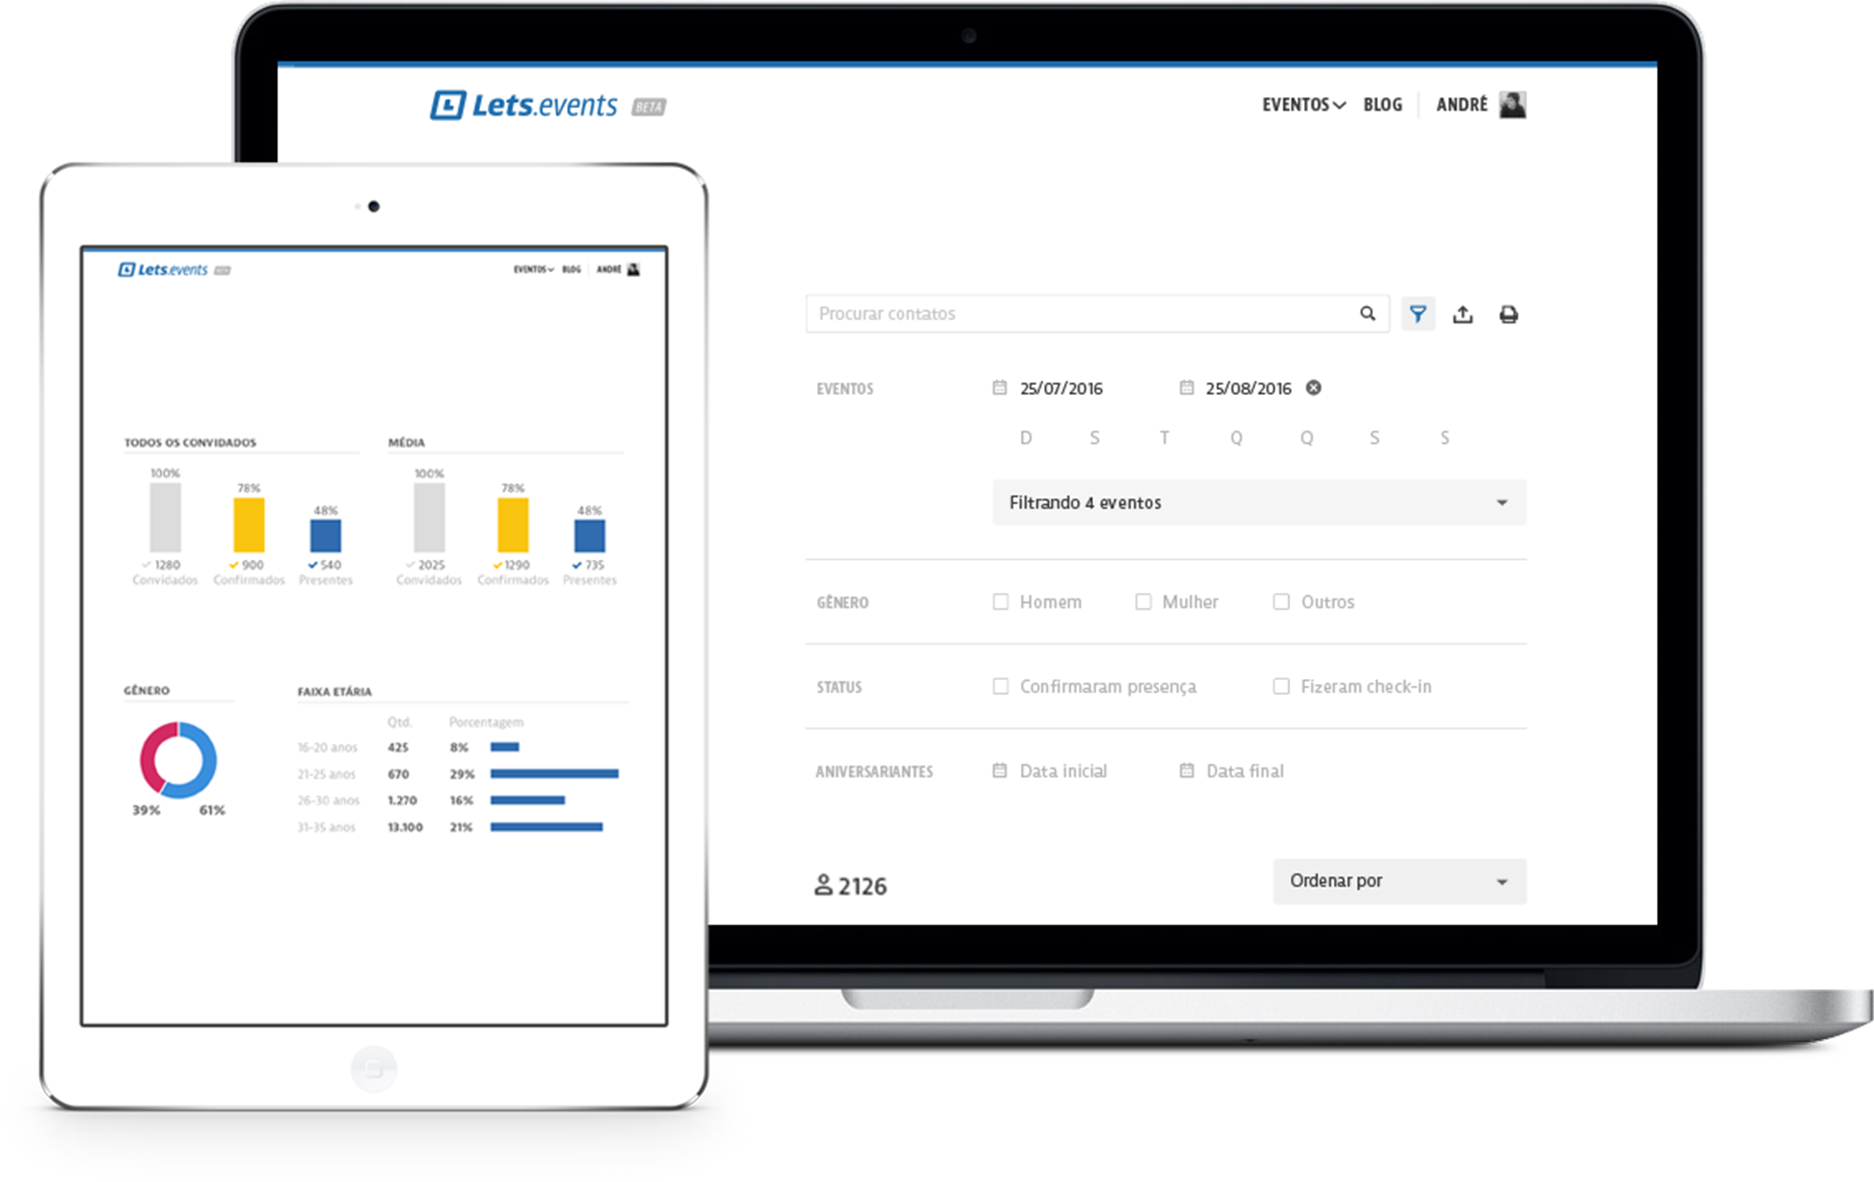 Lets.events BETA
EVENTOS BLOG ANDRÉ
Procurar contatos
EVENTOS 25/07/2016 25/08/2016
D S T Q Q S S
Filtrando 4 eventos
GÊNERO Homem Mulher Outros
STATUS Confirmaram presença Fizeram check-in
ANIVERSARIANTES Data inicial Data final
2126 Ordenar por
Lets.events BETA
EVENTOS BLOG ANDRÉ
TODOS OS CONVIDADOS
100% 78% 48%
1280 900 540
Convidados Confirmados Presentes
MÉDIA
100% 78% 48%
2025 1290 735
Convidados Confirmados Presentes
GÊNERO
39% 61%
FAIXA ETÁRIA
Qtd. Porcentagem
16-20 anos 425 8%
21-25 anos 670 29%
26-30 anos 1.270 16%
31-35 anos 13.100 21%